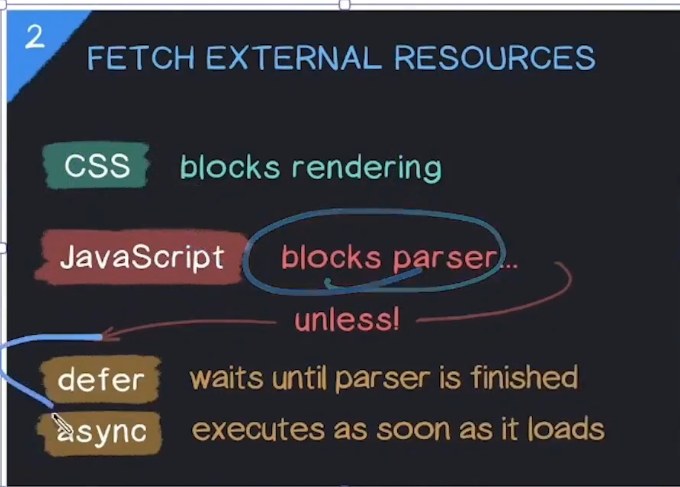 2
FETCH EXTERNAL RESOURCES
CSS blocks rendering
JavaScript blocks parser...
unless!
defer waits until parser is finished
async executes as soon as it loads